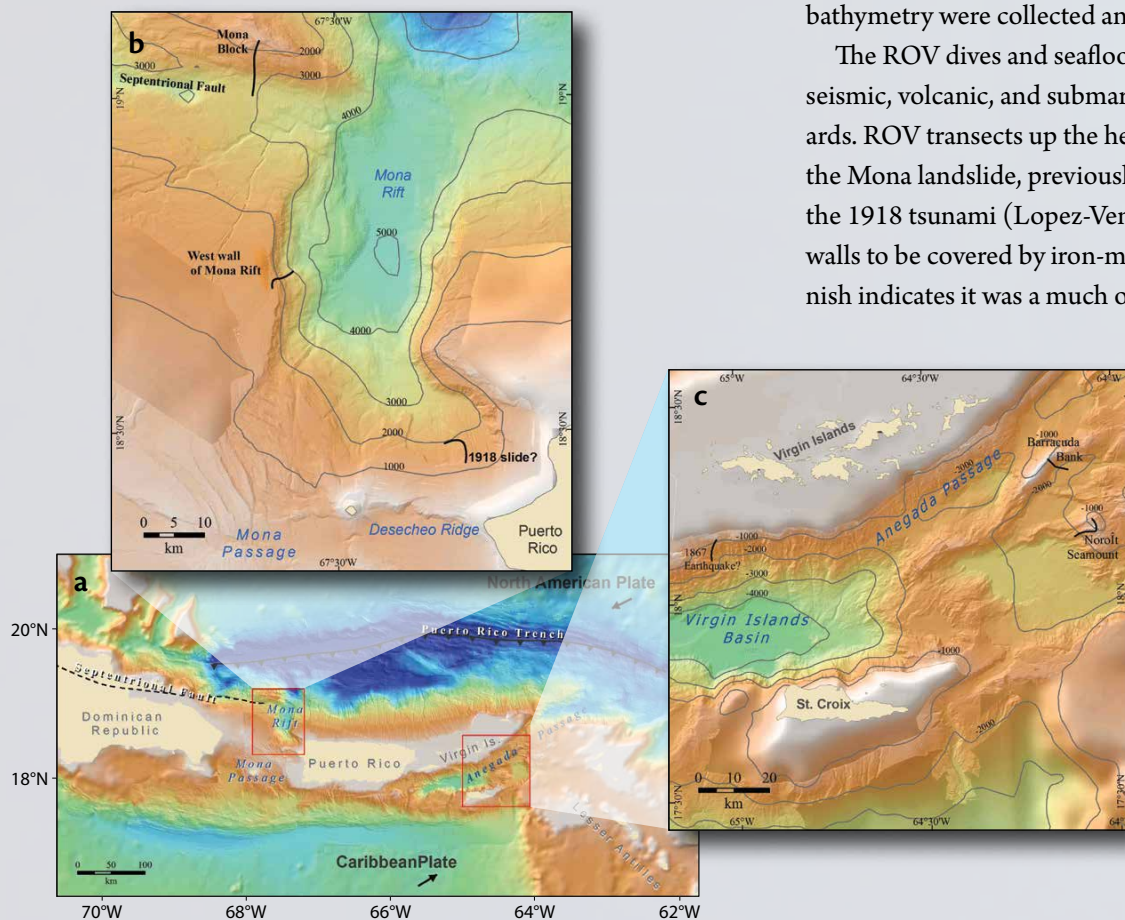 bathymetry were collected an
The ROV dives and seafloo
seismic, volcanic, and submar
ards. ROV transects up the he
the Mona landslide, previousl
the 1918 tsunami (Lopez-Ver
walls to be covered by iron-m
nish indicates it was a much o
b
67°30'W
Mona
Block
2000
3000
3000
Septentrional Fault
19°N
19°N
4000
Mona
Rift
5000
West wall
of Mona Rift
4000
3000
2000
18°30'N
18°30'N
1918 slide?
1000
0 5 10
km
Mona
Passage
Desecheo Ridge
Puerto
Rico
67°30'W
c
65°W
64°30'W
64°W
18°30'N
Virgin Islands
-1000
Barracuda
Bank
-2000
-2000
Anegada Passage
-1000
Noroît
Seamount
1867
Earthquake?
-1000
-2000
-3000
-4000
18°N
18°N
Virgin Islands
Basin
-1000
St. Croix
-2000
0 10 20
km
17°30'N
17°30'N
65°W
64°30'W
64°
a
North American Plate
20°N
Puerto Rico Trench
Septentrional Fault
Dominican
Republic
Mona
Rift
Mona
Passage
Puerto Rico
Virgin Is.
Anegada
Passage
18°N
Lesser Antilles
Caribbean Plate
0 50 100
km
70°W
68°W
66°W
64°W
62°W